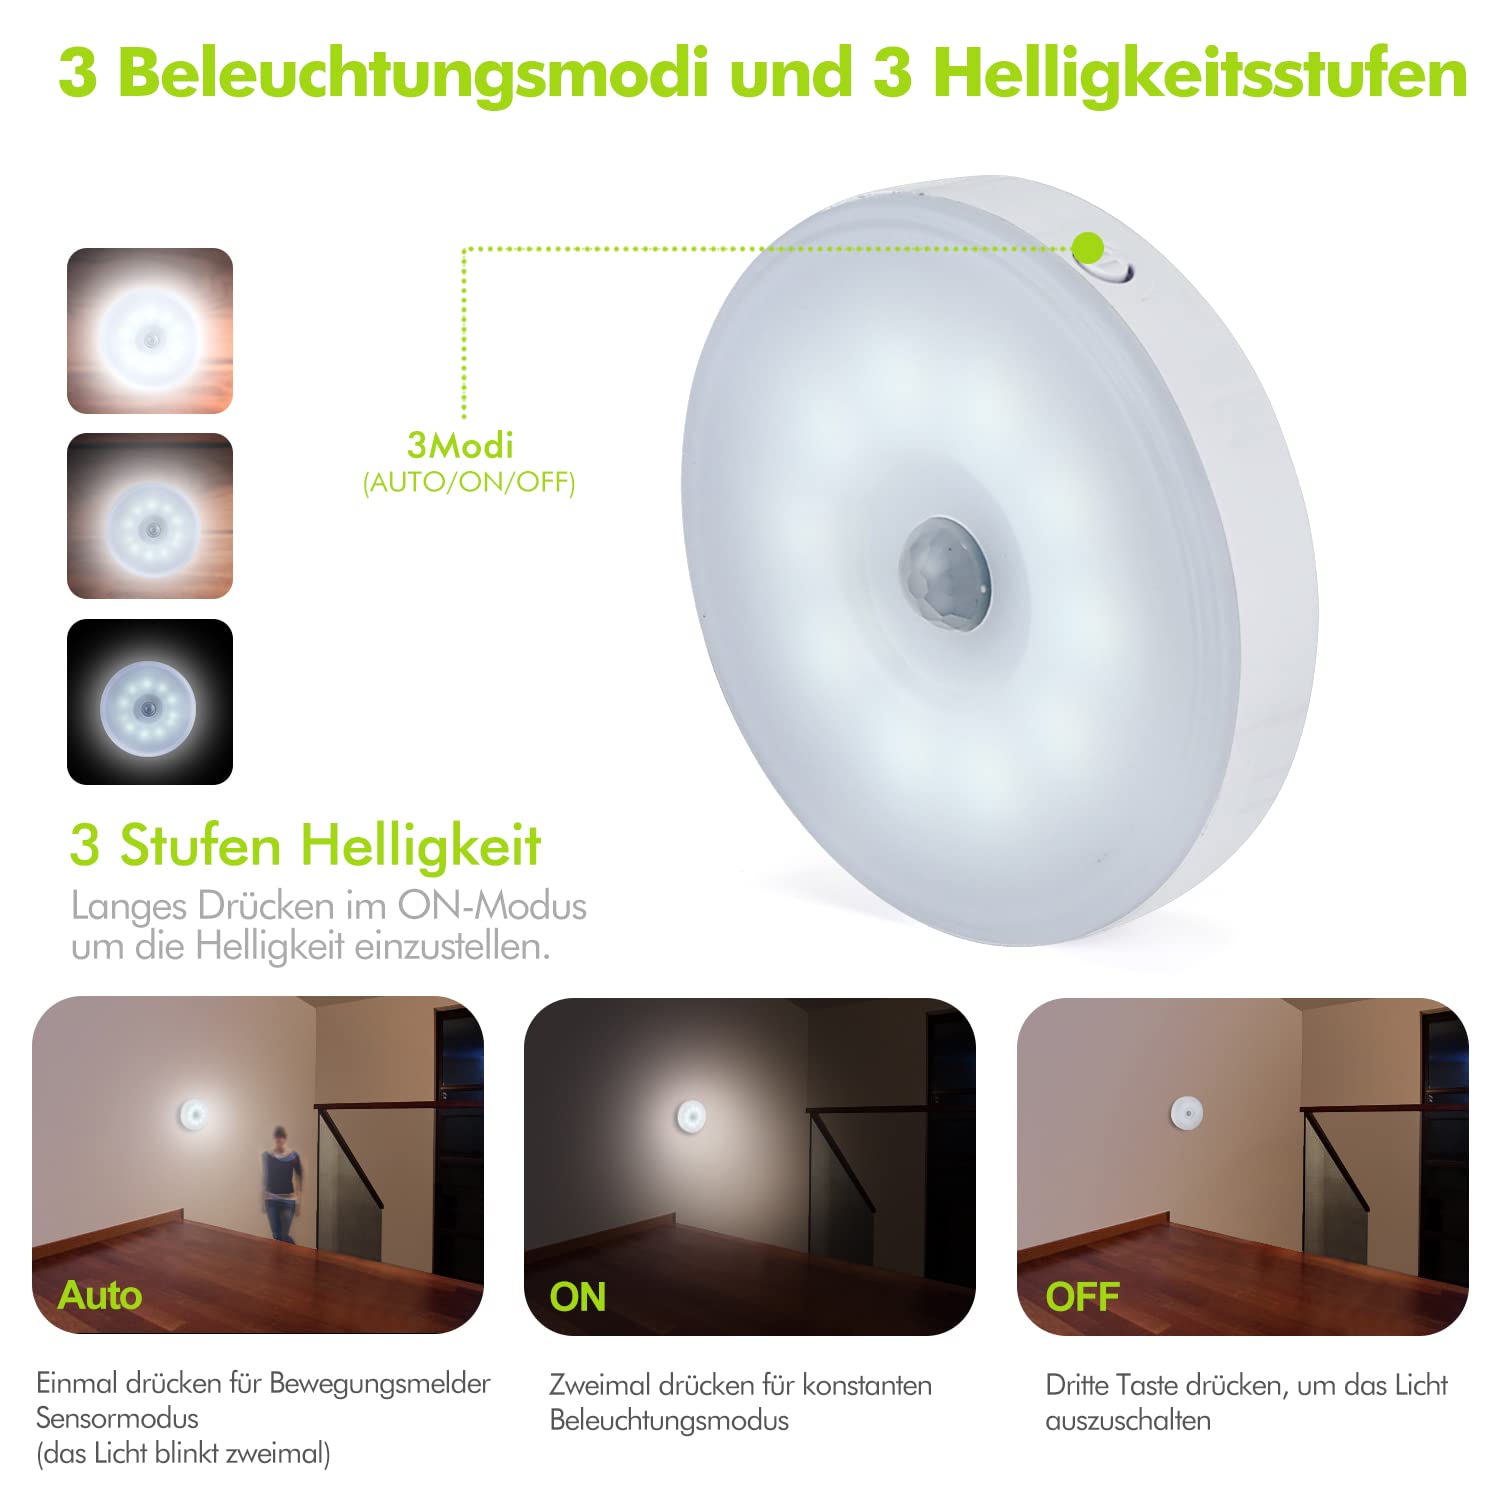 3 Beleuchtungsmodi und 3 Helligkeitsstufen
3Modi
(AUTO/ON/OFF)
3 Stufen Helligkeit
Langes Drücken im ON-Modus
um die Helligkeit einzustellen.
Auto
Einmal drücken für Bewegungsmelder
Sensormodus
(das Licht blinkt zweimal)
ON
Zweimal drücken für konstanten
Beleuchtungsmodus
OFF
Dritte Taste drücken, um das Licht
auszuschalten